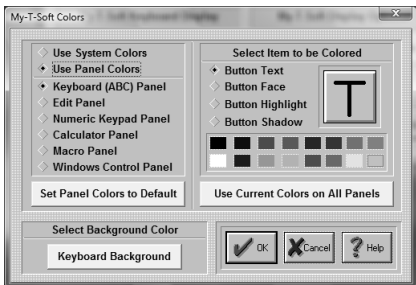 My-T-Soft Colors
Use System Colors
Use Panel Colors
Keyboard (ABC) Panel
Edit Panel
Numeric Keypad Panel
Calculator Panel
Macro Panel
Windows Control Panel
Set Panel Colors to Default
Select Item to be Colored
Button Text
Button Face
Button Highlight
Button Shadow
T
Use Current Colors on All Panels
Select Background Color
Keyboard Background
OK
Cancel
Help